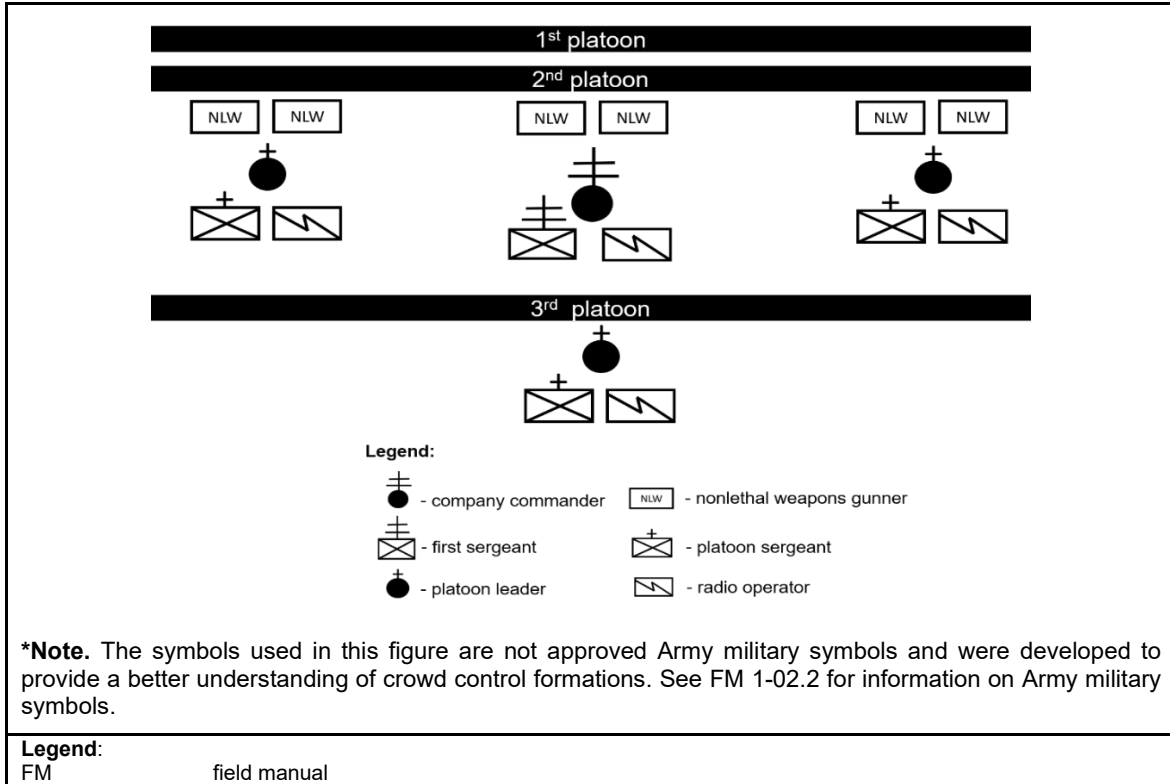 1st platoon
2nd platoon
NLW NLW NLW NLW NLW NLW
3rd platoon
Legend:
- company commander NLW - nonlethal weapons gunner
- first sergeant - platoon sergeant
- platoon leader - radio operator
*Note. The symbols used in this figure are not approved Army military symbols and were developed to
provide a better understanding of crowd control formations. See FM 1-02.2 for information on Army military
symbols.
Legend:
FM field manual